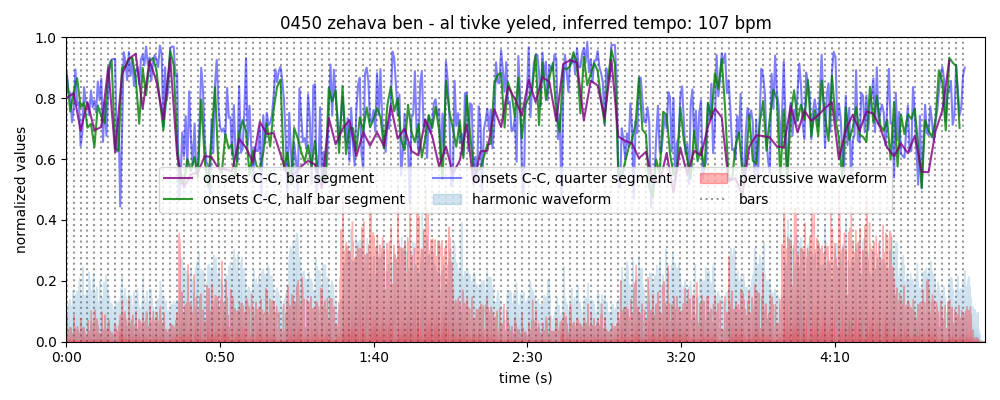 0450 zehava ben - al tivke yeled, inferred tempo: 107 bpm
normalized values
1.0
0.8
0.6
0.4
0.2
0.0
onsets C-C, bar segment
onsets C-C, half bar segment
onsets C-C, quarter segment
harmonic waveform
percussive waveform
bars
0:00 0:50 1:40 2:30 3:20 4:10
time (s)